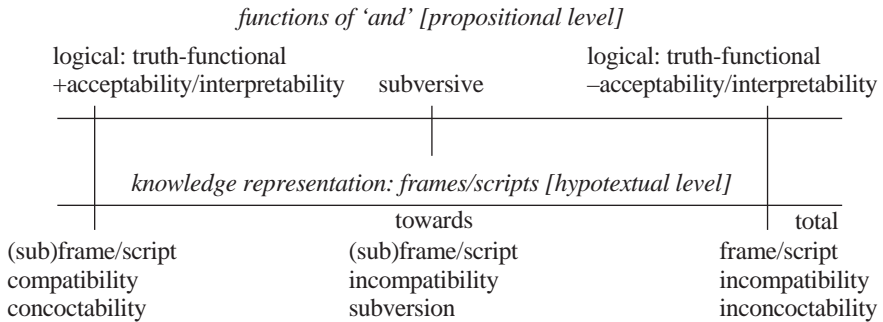 functions of ‘and’ [propositional level]
logical: truth-functional logical: truth-functional
+acceptability/interpretability subversive –acceptability/interpretability
knowledge representation: frames/scripts [hypotextual level]
towards total
(sub)frame/script (sub)frame/script frame/script
compatibility incompatibility incompatibility
concoctability subversion inconcoctability